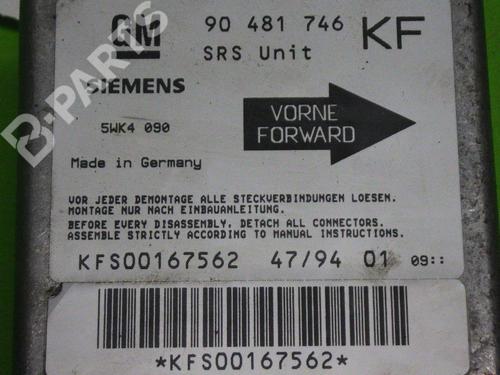 GM 90 481 746 KF
SRS Unit
SIEMENS
5WK4 090
VORNE
FORWARD
Made in Germany
VOR JEDER DEMONTAGE ALLE STECKVERBINDUNGEN LOESEN.
MONTAGE NUR NACH EINBAUANLEITUNG.
BEFORE EVERY DISASSEMBLY, DETACH ALL CONNECTORS.
ASSEMBLE STRICTLY ACCORDING TO MANUAL INSTRUCTIONS.
KFS00167562 47/94 01 09::
*KFS00167562*
B-PARTS